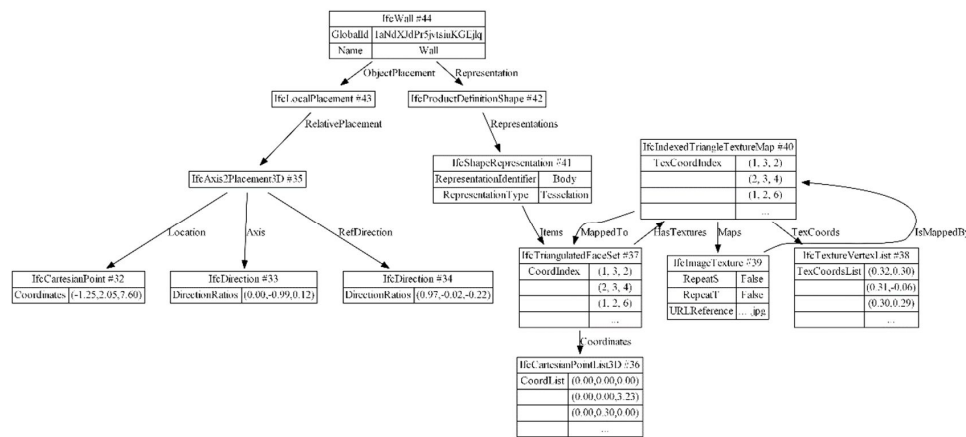 IfcWall #44
GlobalId 1aNdXJdPr5jvtsiuKGEjlq
Name Wall
ObjectPlacement Representation
IfcLocalPlacement #43 IfcProductDefinitionShape #42
RelativePlacement Representations
IfcIndexedTriangleTextureMap #40
TexCoordIndex (1, 3, 2)
(2, 3, 4)
(1, 2, 6)
...
IfcShapeRepresentation #41
RepresentationIdentifier Body
RepresentationType Tesselation
IfcAxis2Placement3D #35
Location Axis RefDirection Items MappedTo HasTextures Maps TexCoords IsMappedBy
IfcCartesianPoint #32
Coordinates (-1.25,2.05,7.60)
IfcDirection #33
DirectionRatios (0.00,-0.99,0.12)
IfcDirection #34
DirectionRatios (0.97,-0.02,-0.22)
IfcTriangulatedFaceSet #37
CoordIndex (1, 3, 2)
(2, 3, 4)
(1, 2, 6)
...
IfcImageTexture #39
RepeatS False
RepeatT False
URLReference ... .jpg
IfcTextureVertexList #38
TexCoordsList (0.32,0.30)
(0.31,-0.06)
(0.30,0.29)
...
Coordinates
IfcCartesianPointList3D #36
CoordList (0.00,0.00,0.00)
(0.00,0.00,3.23)
(0.00,0.30,0.00)
...